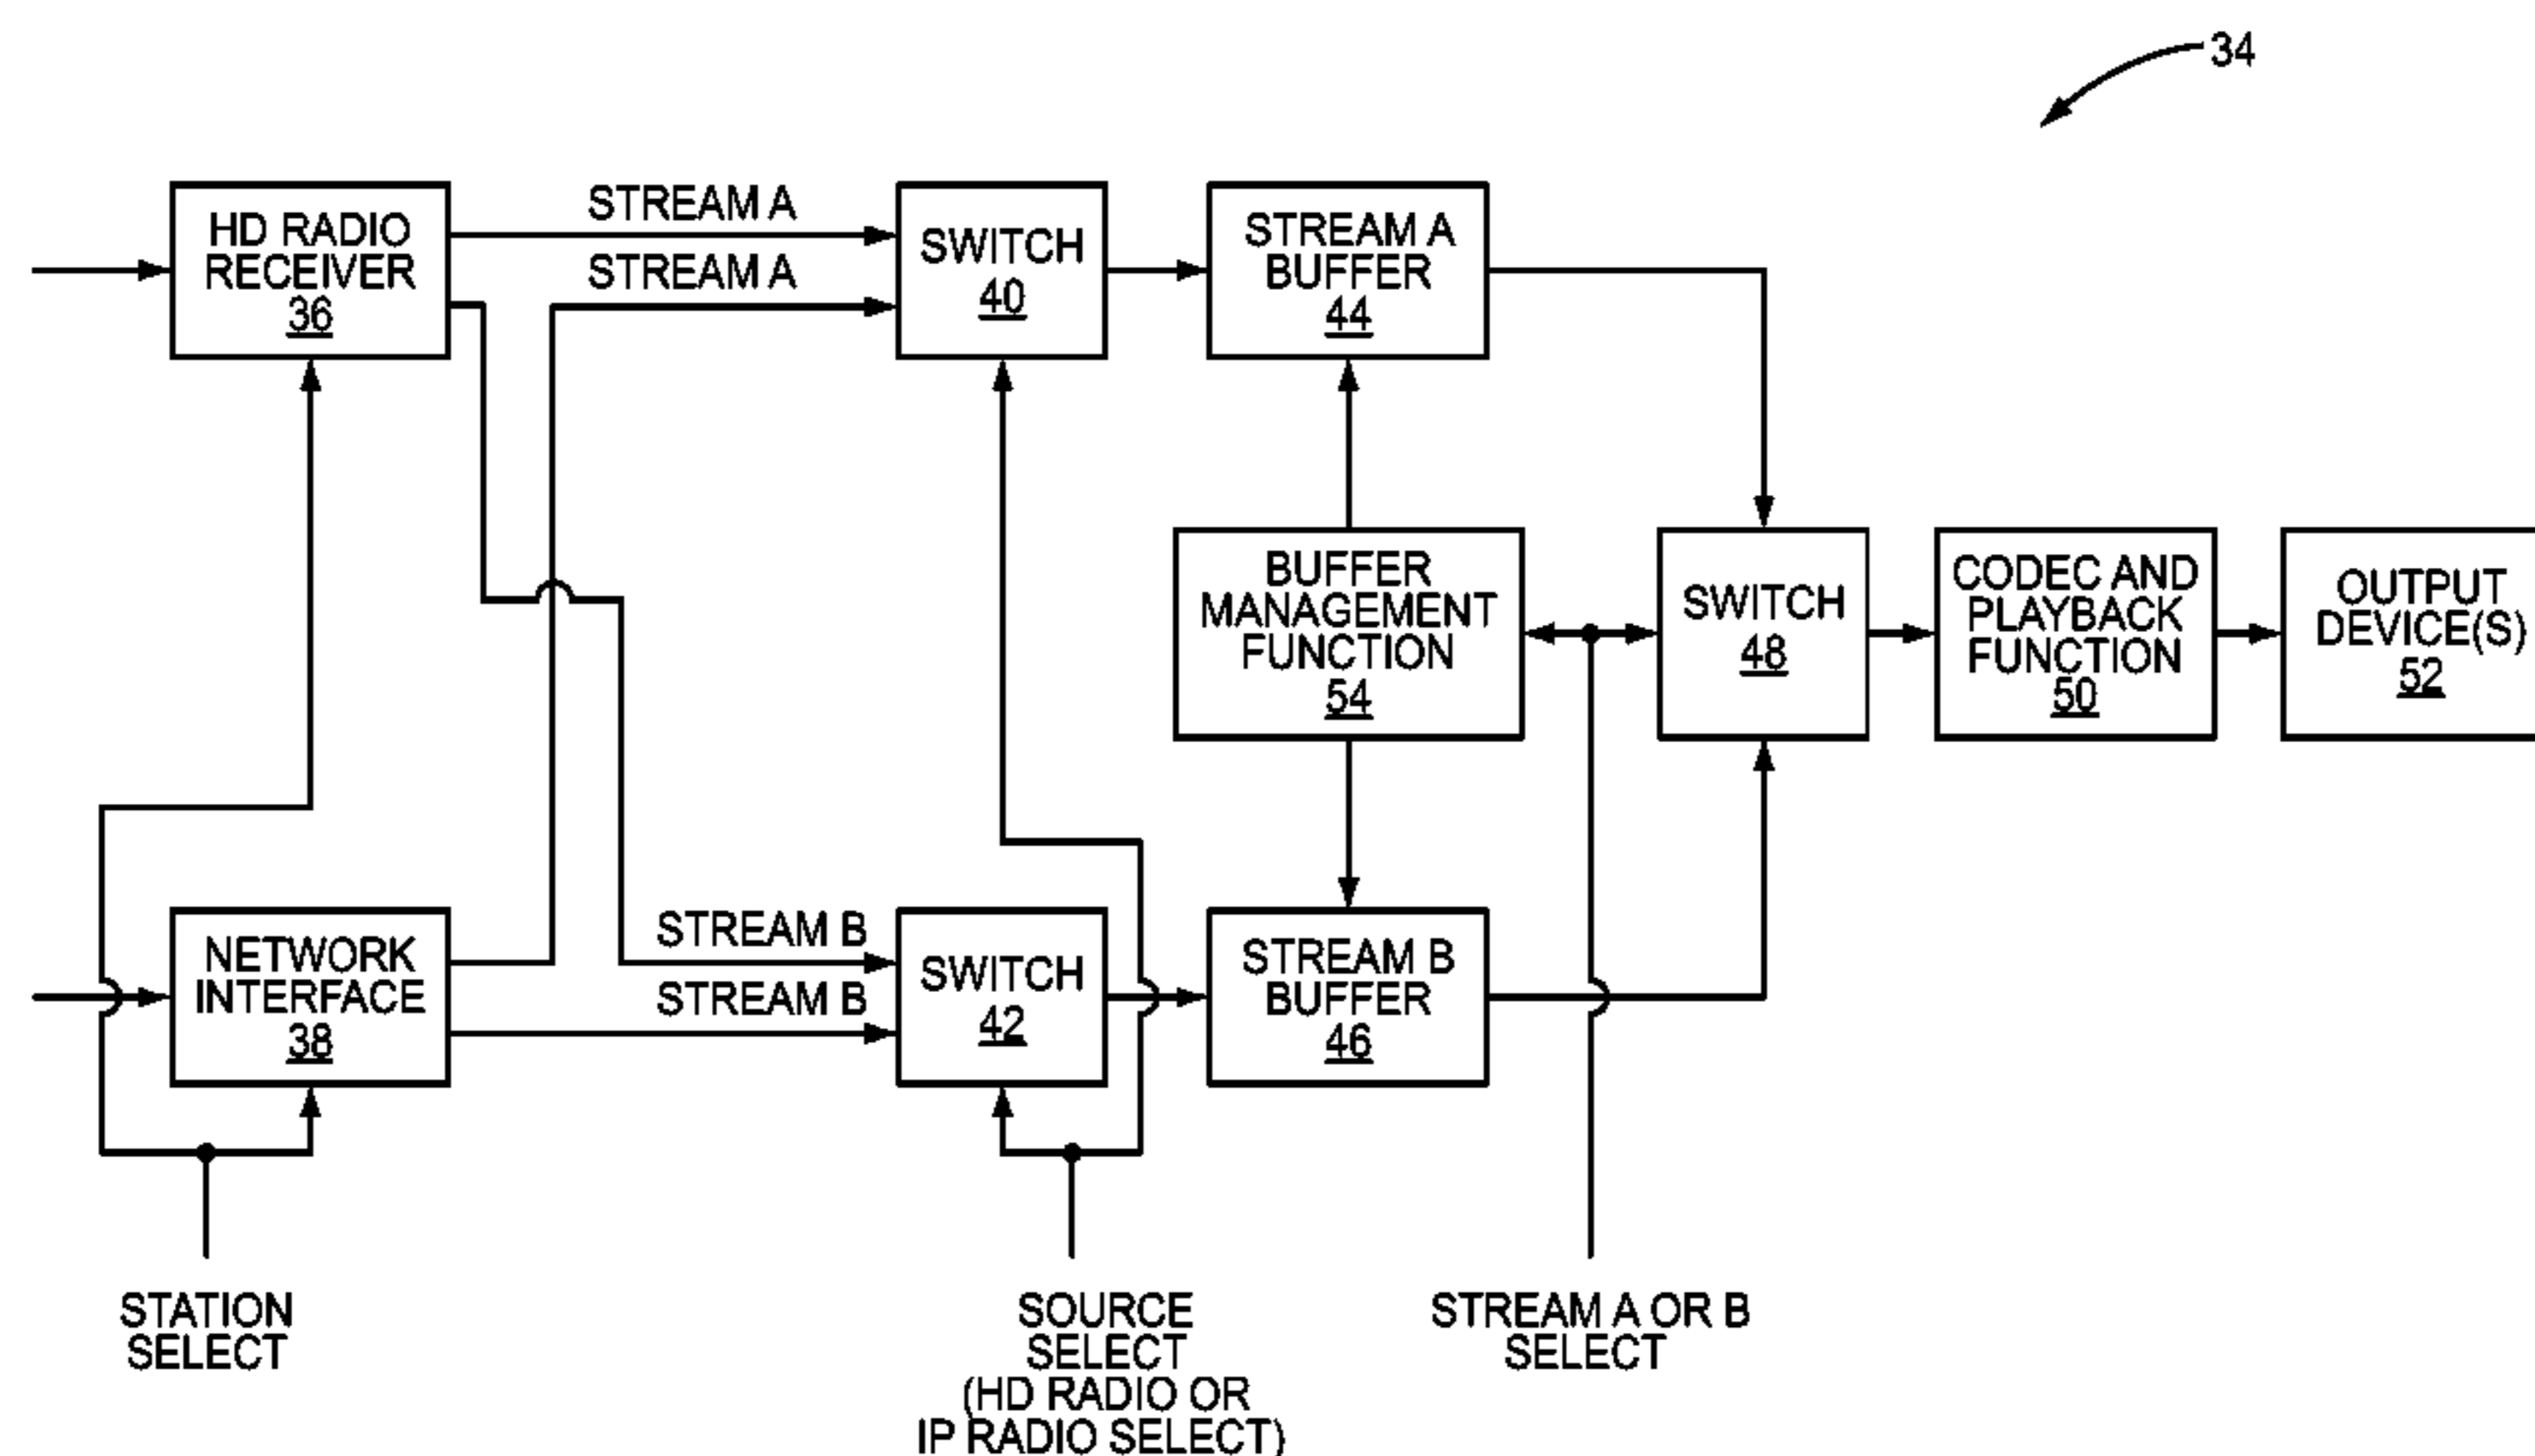 34
HD RADIO
RECEIVER
36
STREAM A
STREAM A
SWITCH
40
STREAM A
BUFFER
44
BUFFER
MANAGEMENT
FUNCTION
54
SWITCH
48
CODEC AND
PLAYBACK
FUNCTION
50
OUTPUT
DEVICE(S)
52
NETWORK
INTERFACE
38
STREAM B
STREAM B
SWITCH
42
STREAM B
BUFFER
46
STATION
SELECT
SOURCE
SELECT
(HD RADIO OR
IP RADIO SELECT)
STREAM A OR B
SELECT